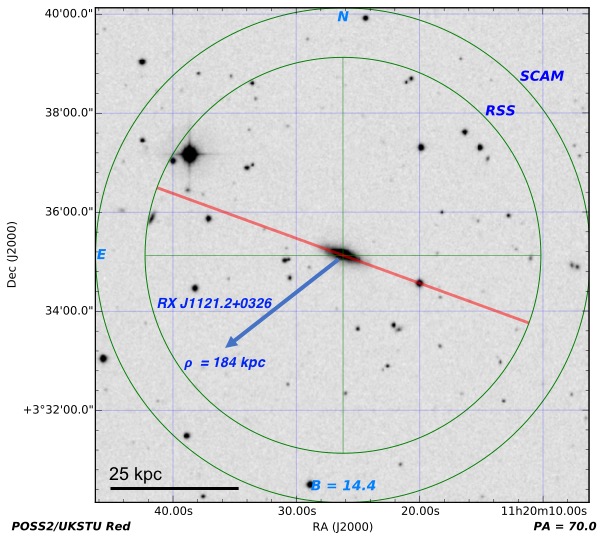 40'00.0"
N
SCAM
38'00.0"
RSS
36'00.0"
Dec (J2000)
E
34'00.0"
RX J1121.2+0326
ρ = 184 kpc
+3°32'00.0"
25 kpc
B = 14.4
40.00s 30.00s 20.00s 11h20m10.00s
POSS2/UKSTU Red RA (J2000) PA = 70.0